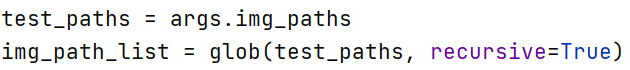 test_paths = args.img_paths
img_path_list = glob(test_paths, recursive=True)